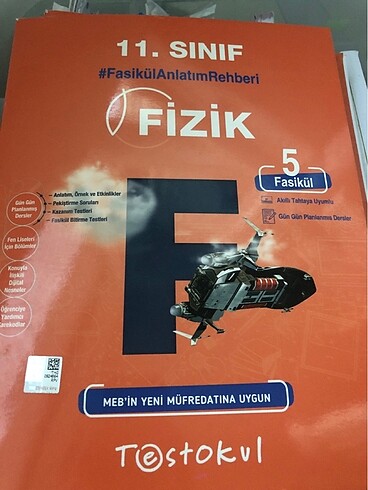 11. SINIF
#FasikülAnlatımRehberi
FİZİK
5
Fasikül
Akıllı Tahtaya Uyumlu
Gün Gün Planlanmış Dersler
Gün Gün
Planlanmış
Dersler
Anlatım, Örnek ve Etkinlikler
Pekiştirme Soruları
Kazanım Testleri
Fasikül Bitirme Testleri
Fen Liseleri
İçin Bölümler
Konuyla
İlişkili
Dijital
Nesneler
Öğrenciye
Yardımcı
Karekodlar
F
MEB'İN YENİ MÜFREDATINA UYGUN
Testokul